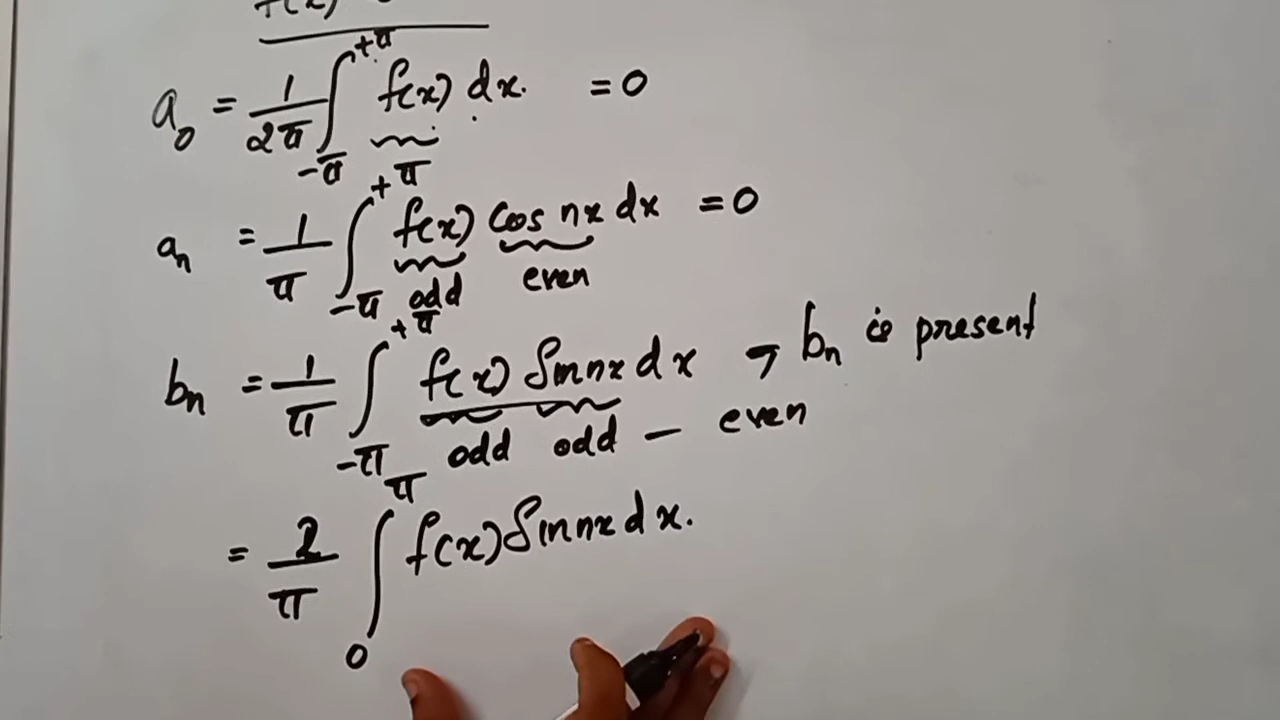 f(x)
a₀ = 1/2π ∫_{-π}^{+π} f(x) dx. = 0
aₙ = 1/π ∫_{-π}^{+π} f(x) cos nx dx = 0
odd even
bₙ = 1/π ∫_{-π}^{+π} f(x) Sin nx dx , bₙ is present
odd odd — even
= 2/π ∫_{0}^{π} f(x) Sin nx dx.